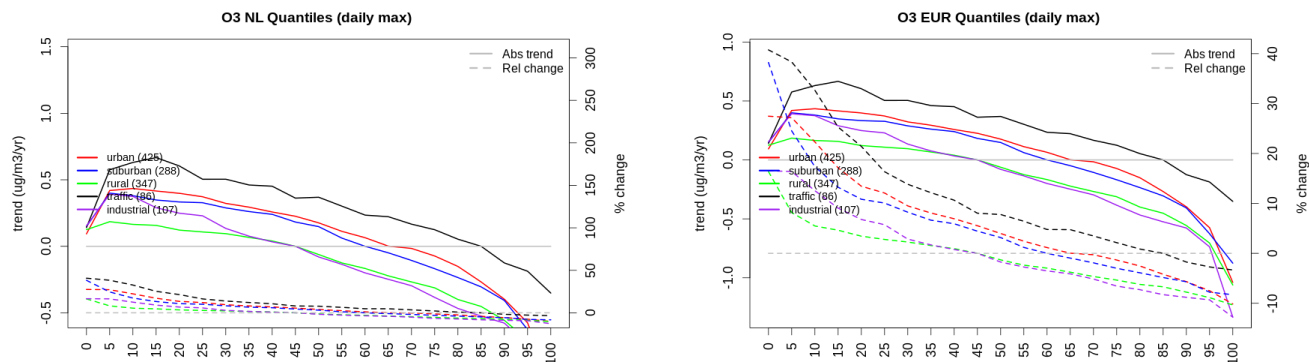 O3 NL Quantiles (daily max)
Abs trend
Rel change
trend (ug/m3/yr)
1.5
1.0
0.5
0.0
-0.5
urban (425)
suburban (288)
rural (347)
traffic (86)
industrial (107)
300
250
200
150
100
50
0
% change
0 5 10 15 20 25 30 35 40 45 50 55 60 65 70 75 80 85 90 95 100
O3 EUR Quantiles (daily max)
Abs trend
Rel change
trend (ug/m3/yr)
1.0
0.5
0.0
-0.5
-1.0
urban (425)
suburban (288)
rural (347)
traffic (86)
industrial (107)
40
30
20
10
0
-10
% change
0 5 10 15 20 25 30 35 40 45 50 55 60 65 70 75 80 85 90 95 100